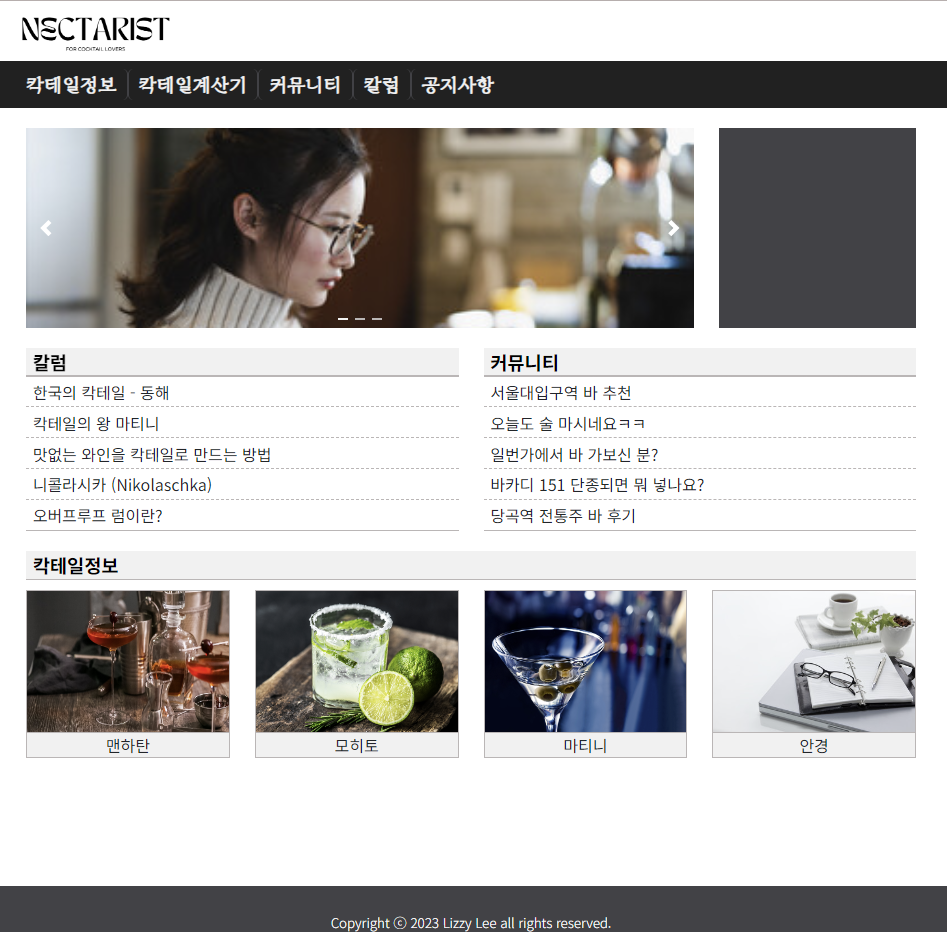 NECTARIST
FOR COCKTAIL LOVERS
칵테일정보 칵테일계산기 커뮤니티 칼럼 공지사항
칼럼
한국의 칵테일 - 동해
칵테일의 왕 마티니
맛없는 와인을 칵테일로 만드는 방법
니콜라시카 (Nikolaschka)
오버프루프 럼이란?
커뮤니티
서울대입구역 바 추천
오늘도 술 마시네요ㅋㅋ
일번가에서 바 가보신 분?
바카디 151 단종되면 뭐 넣나요?
당곡역 전통주 바 후기
칵테일정보
맨하탄
모히토
마티니
안경
Copyright ⓒ 2023 Lizzy Lee all rights reserved.